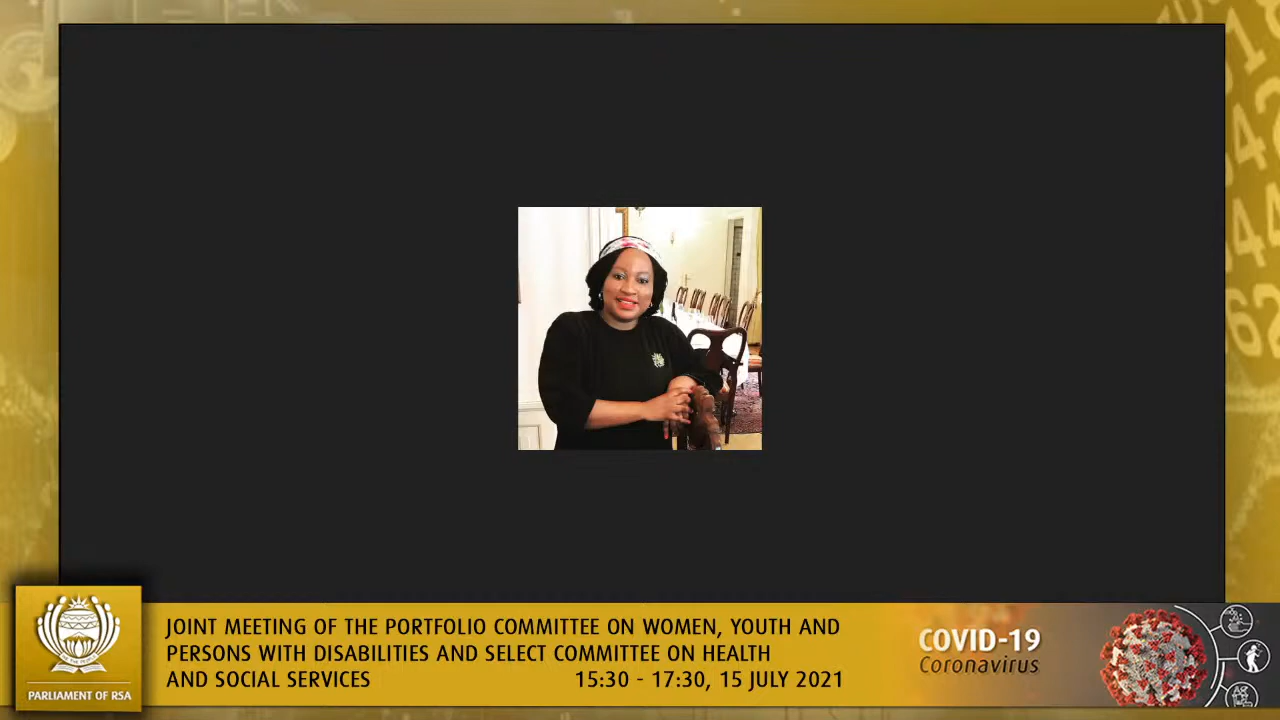 JOINT MEETING OF THE PORTFOLIO COMMITTEE ON WOMEN, YOUTH AND
PERSONS WITH DISABILITIES AND SELECT COMMITTEE ON HEALTH
AND SOCIAL SERVICES 15:30 - 17:30, 15 JULY 2021
COVID-19
Coronavirus
PARLIAMENT OF RSA